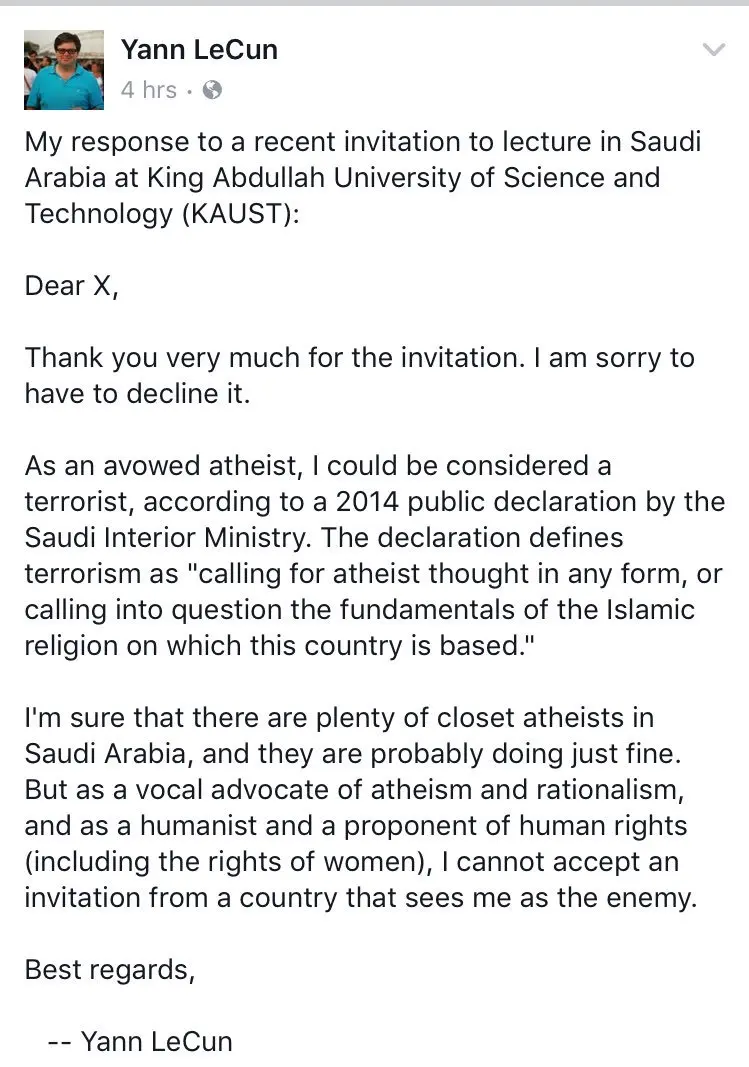 Yann LeCun
4 hrs ·
My response to a recent invitation to lecture in Saudi
Arabia at King Abdullah University of Science and
Technology (KAUST):
Dear X,
Thank you very much for the invitation. I am sorry to
have to decline it.
As an avowed atheist, I could be considered a
terrorist, according to a 2014 public declaration by the
Saudi Interior Ministry. The declaration defines
terrorism as "calling for atheist thought in any form, or
calling into question the fundamentals of the Islamic
religion on which this country is based."
I'm sure that there are plenty of closet atheists in
Saudi Arabia, and they are probably doing just fine.
But as a vocal advocate of atheism and rationalism,
and as a humanist and a proponent of human rights
(including the rights of women), I cannot accept an
invitation from a country that sees me as the enemy.
Best regards,
-- Yann LeCun